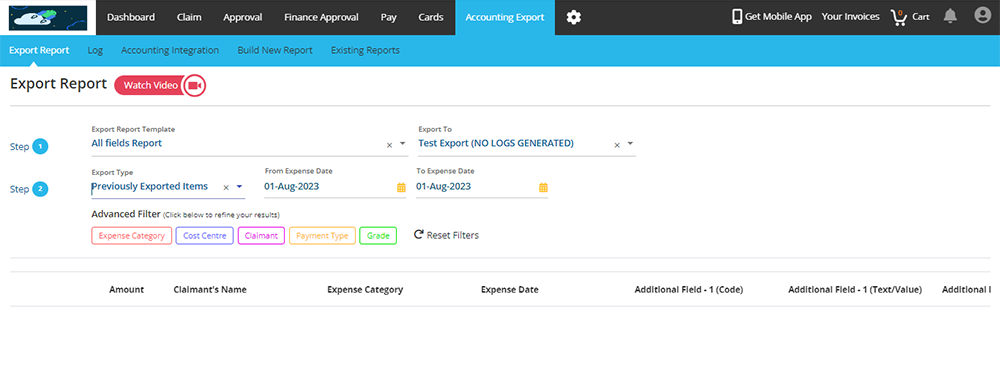 Dashboard Claim Approval Finance Approval Pay Cards Accounting Export Get Mobile App Your Invoices 0 Cart
Export Report Log Accounting Integration Build New Report Existing Reports
Export Report Watch Video
Export Report Template Export To
Step 1 All fields Report × Test Export (NO LOGS GENERATED) ×
Export Type From Expense Date To Expense Date
Step 2 Previously Exported Items × 01-Aug-2023 01-Aug-2023
Advanced Filter (Click below to refine your results)
Expense Category Cost Centre Claimant Payment Type Grade Reset Filters
Amount Claimant's Name Expense Category Expense Date Additional Field - 1 (Code) Additional Field - 1 (Text/Value) Additional